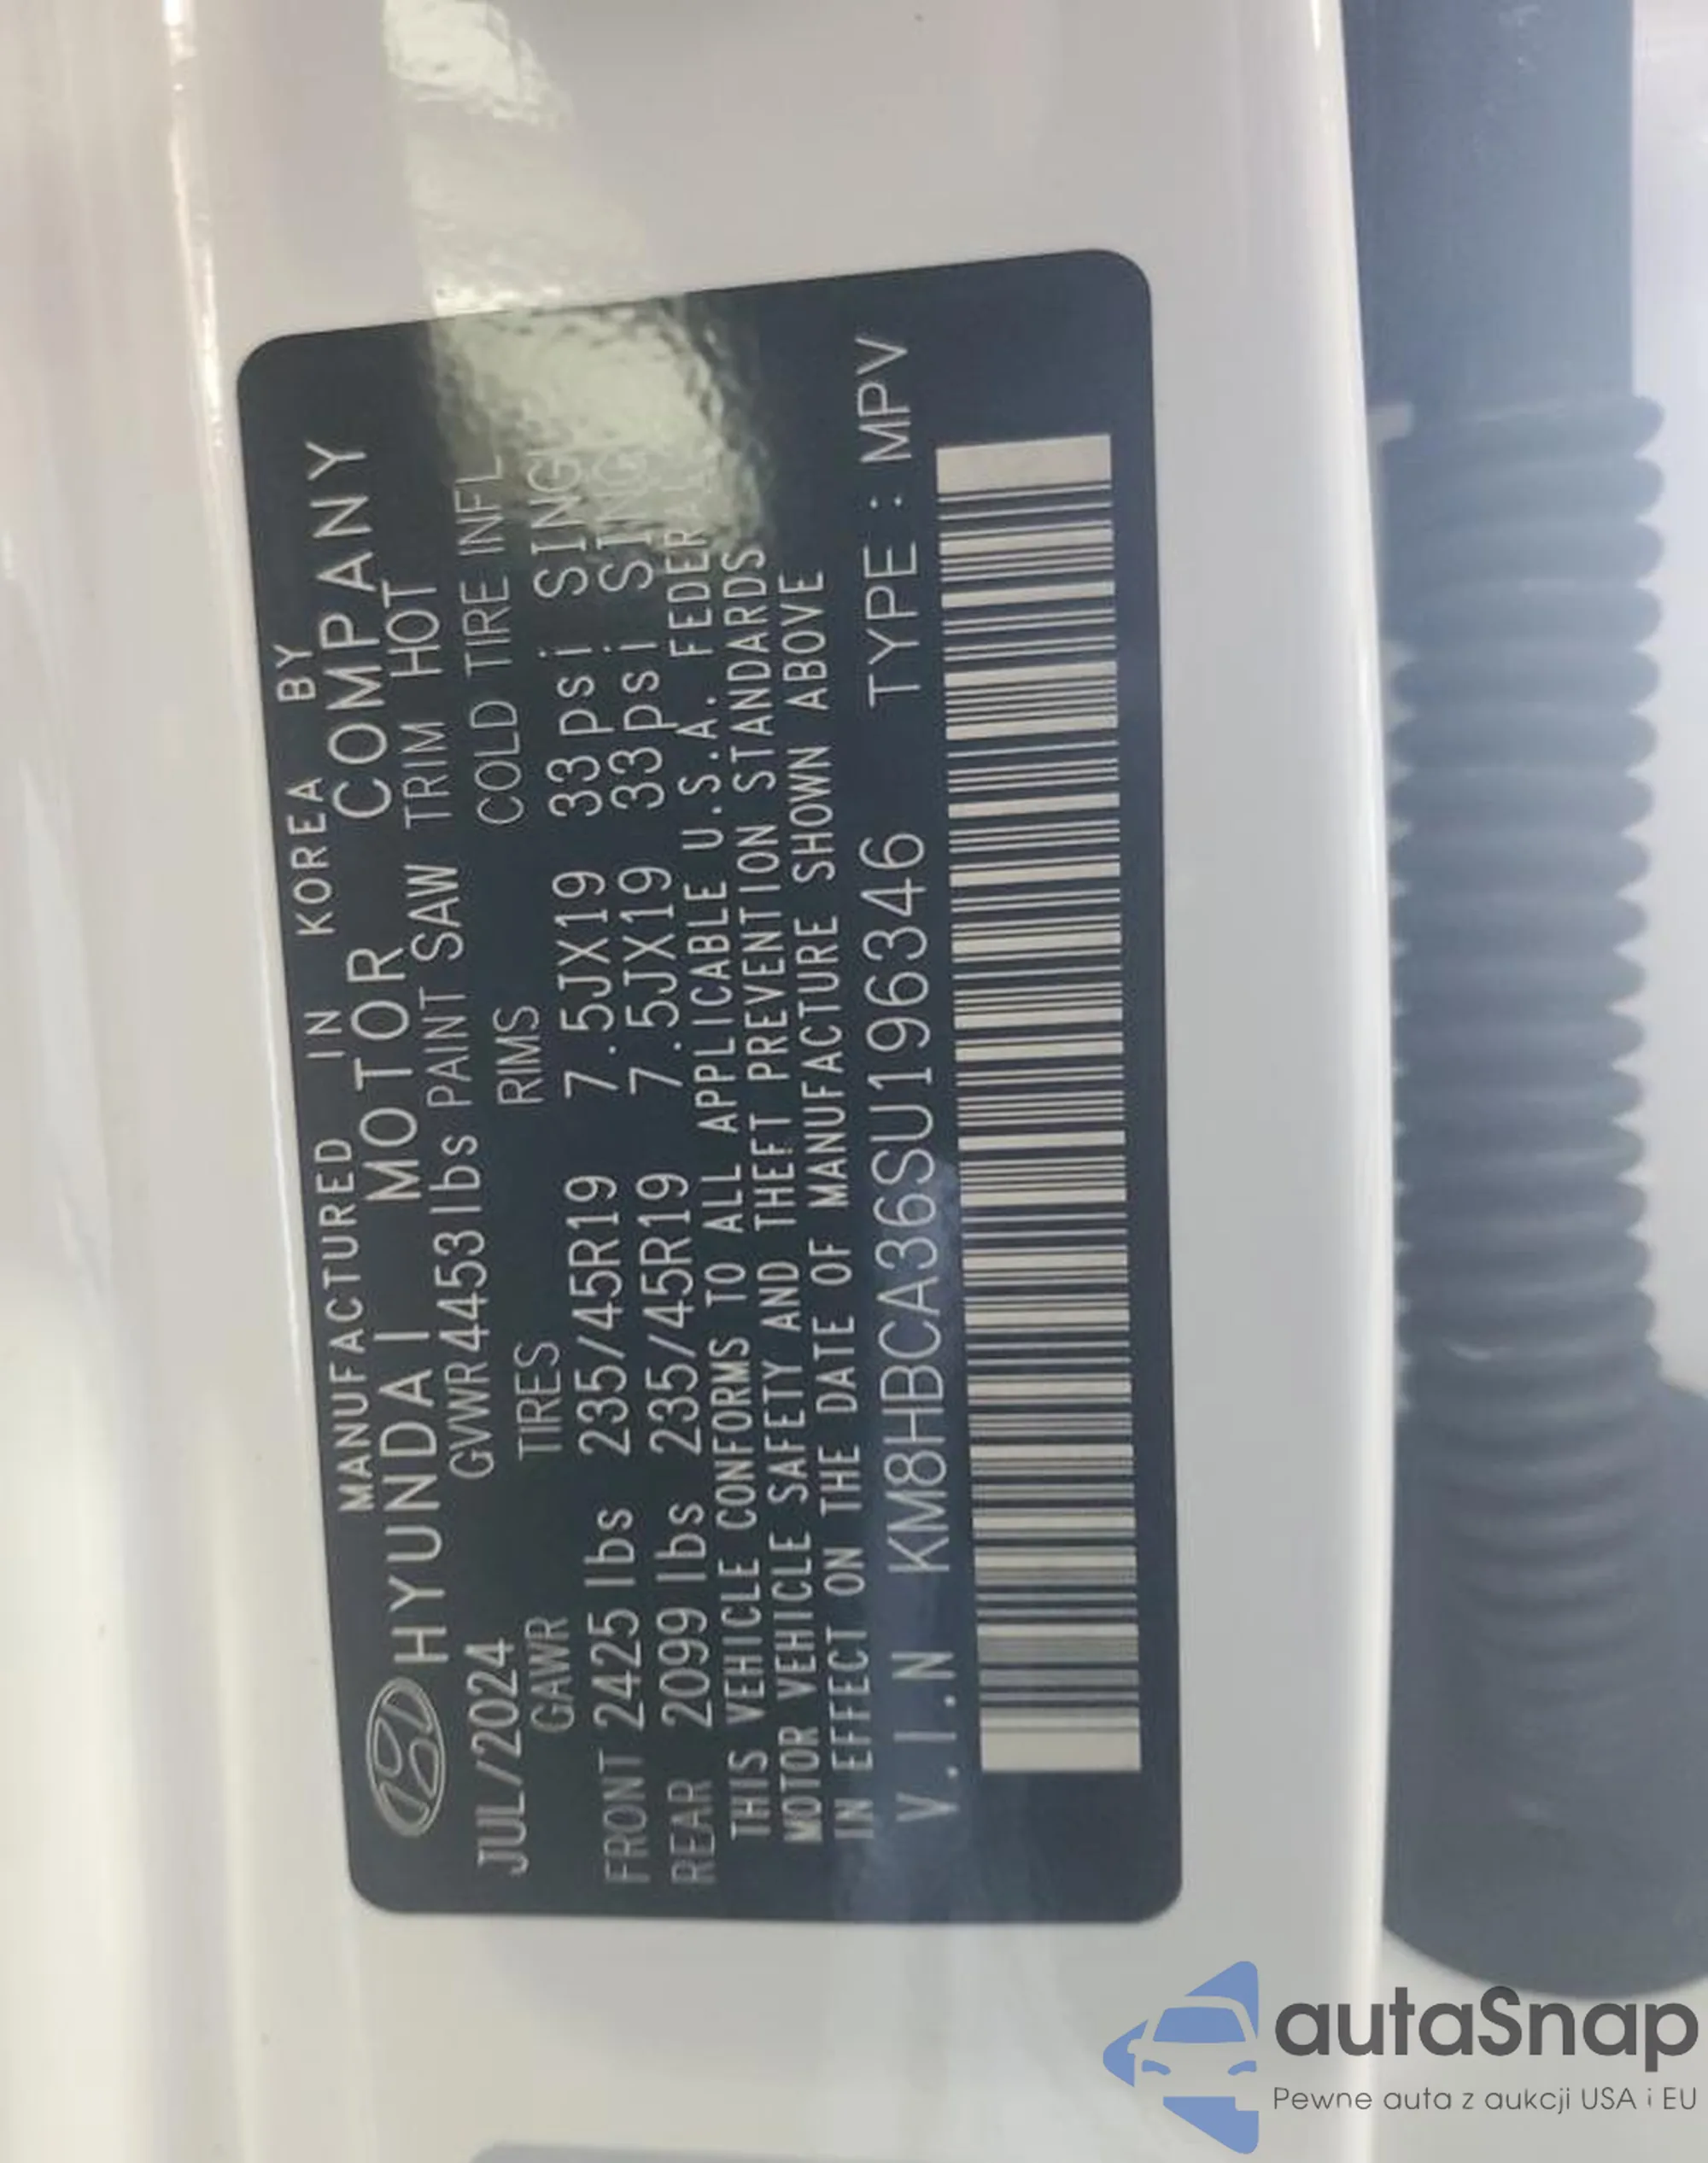 MANUFACTURED IN KOREA BY
HYUNDAI MOTOR COMPANY
JUL/2024 GVWR 4453 lbs PAINT SAW TRIM HOT
GAWR TIRES RIMS COLD TIRE INFL
FRONT 2425 lbs 235/45R19 7.5JX19 33psi SING
REAR 2099 lbs 235/45R19 7.5JX19 33psi SING
THIS VEHICLE CONFORMS TO ALL APPLICABLE U.S.A. FEDERAL
MOTOR VEHICLE SAFETY AND THEFT PREVENTION STANDARDS
IN EFFECT ON THE DATE OF MANUFACTURE SHOWN ABOVE
V.I.N KM8HBCA36SU196346 TYPE : MPV
autaSnap
Pewne auta z aukcji USA i EU